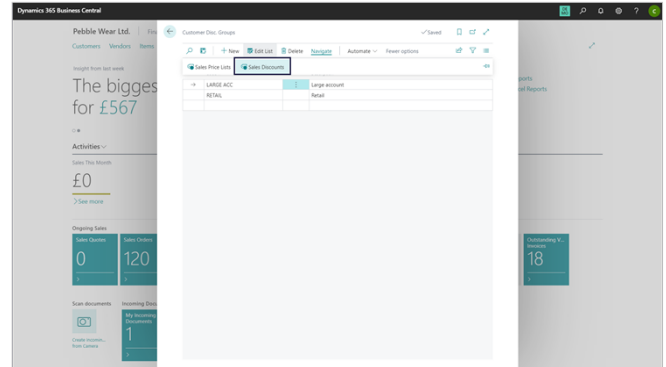 Dynamics 365 Business Central
Pebble Wear Ltd.
Customers Vendors Items
Insight from last week
The bigges
for £567
Activities
Sales This Month
£0
>See more
Ongoing Sales
Sales Quotes
0
Sales Orders
120
Outstanding V...
Invoices
18
Scan documents
Incoming Docu
My Incoming
Documents
1
Create incomin...
from Camera
Customer Disc. Groups
Saved
New
Edit List
Delete
Navigate
Automate
Fewer options
Sales Price Lists
Sales Discounts
LARGE ACC
Large account
RETAIL
Retail
ports
cel Reports